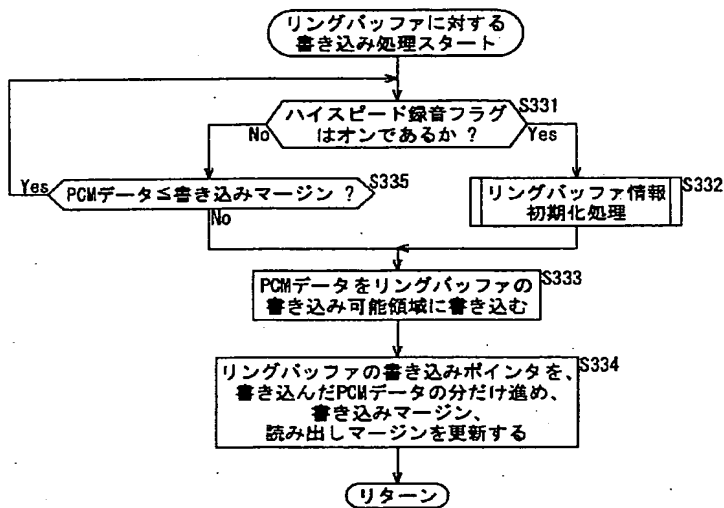 リングバッファに対する
書き込み処理スタート
S331
ハイスピード録音フラグ
はオンであるか ?
No
Yes
S335
Yes
PCMデータ≦書き込みマージン ?
No
S332
リングバッファ情報
初期化処理
S333
PCMデータをリングバッファの
書き込み可能領域に書き込む
S334
リングバッファの書き込みポインタを、
書き込んだPCMデータの分だけ進め、
書き込みマージン、
読み出しマージンを更新する
リターン